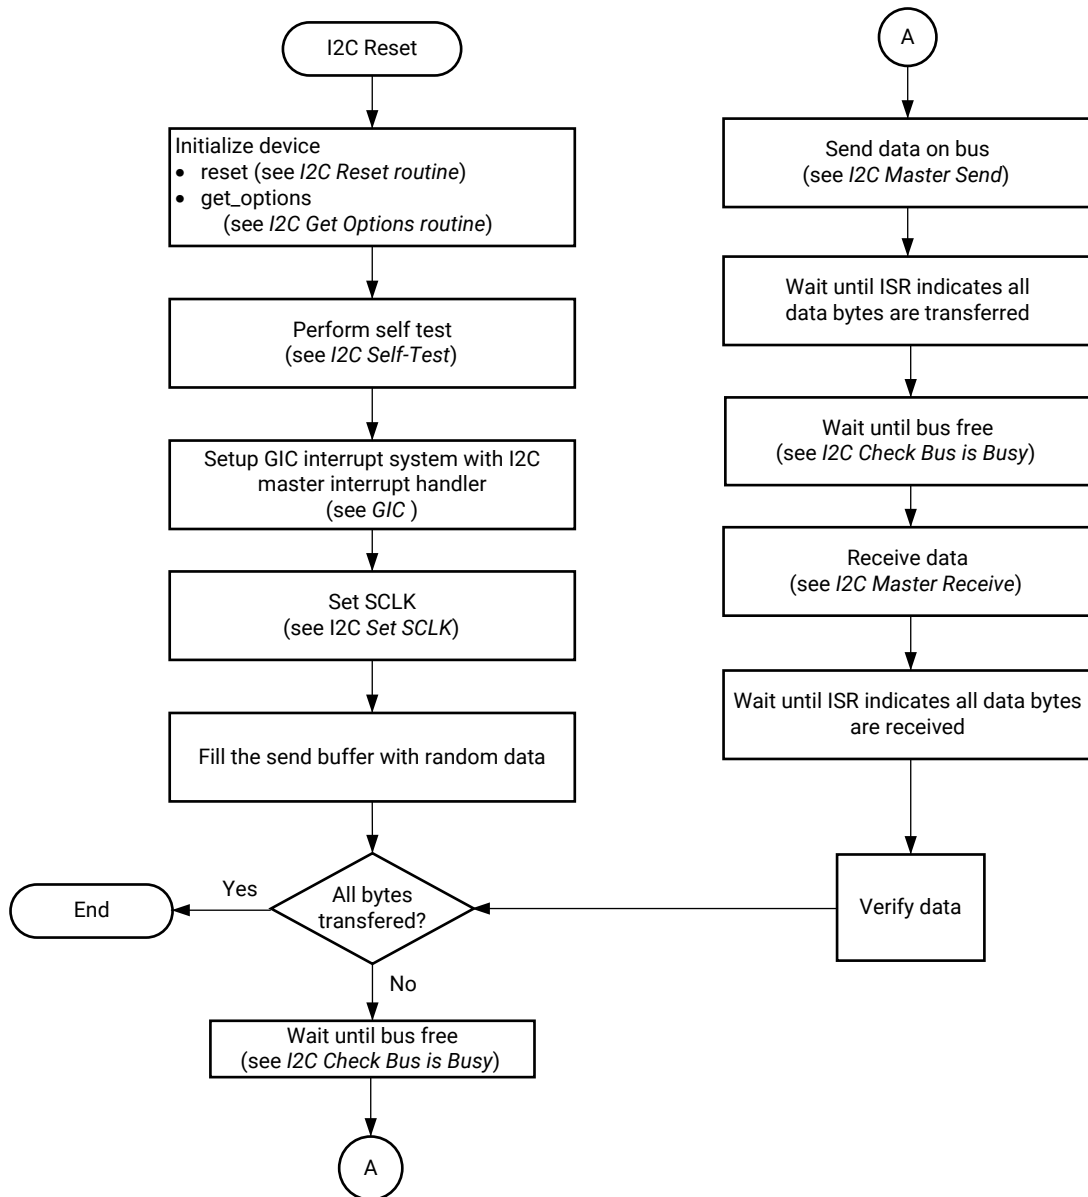 I2C Reset
Initialize device
• reset (see I2C Reset routine)
• get_options
(see I2C Get Options routine)
Perform self test
(see I2C Self-Test)
Setup GIC interrupt system with I2C
master interrupt handler
(see GIC )
Set SCLK
(see I2C Set SCLK)
Fill the send buffer with random data
All bytes
transfered?
Yes
End
No
Wait until bus free
(see I2C Check Bus is Busy)
A
A
Send data on bus
(see I2C Master Send)
Wait until ISR indicates all
data bytes are transferred
Wait until bus free
(see I2C Check Bus is Busy)
Receive data
(see I2C Master Receive)
Wait until ISR indicates all data bytes
are received
Verify data